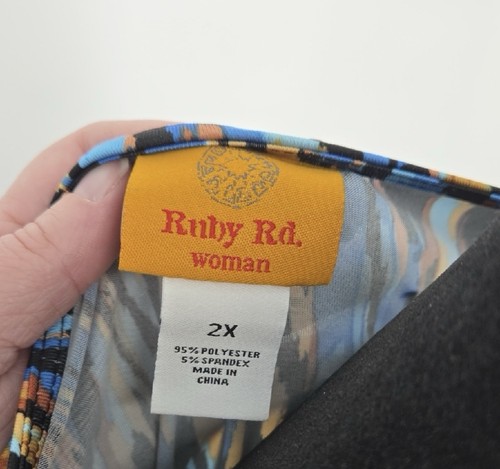 Ruby Rd.
woman
2X
95% POLYESTER
5% SPANDEX
MADE IN
CHINA